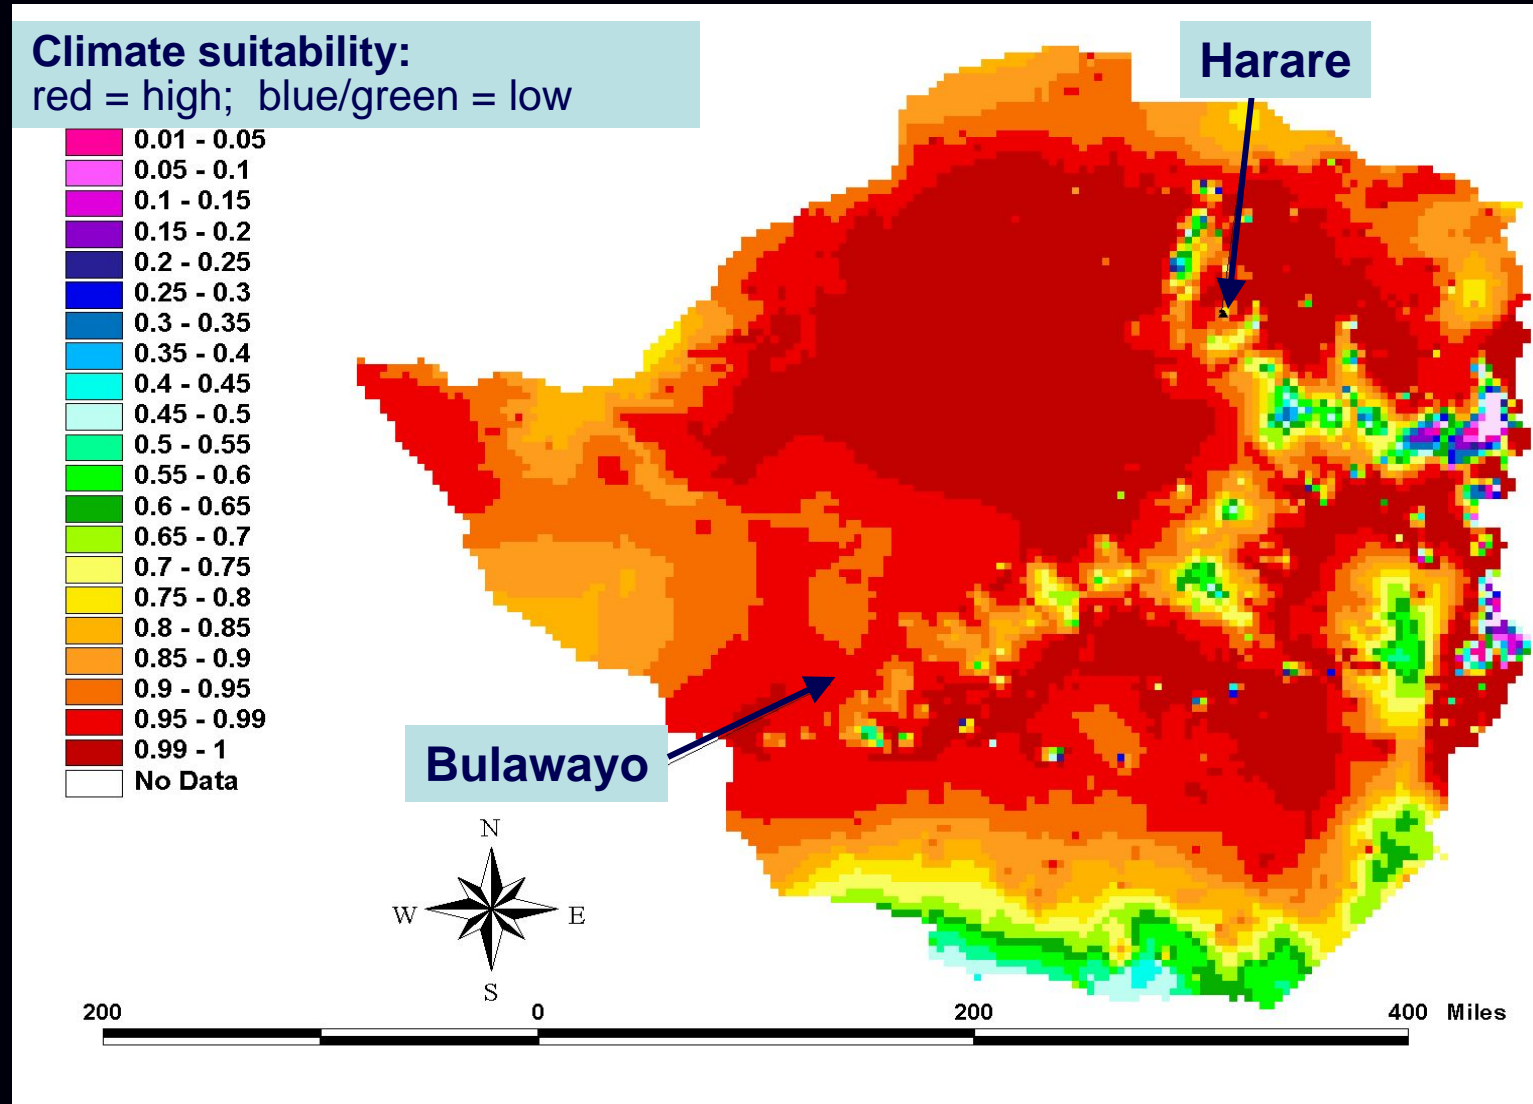 Climate suitability:
red = high;  blue/green = low
Harare
0.01 - 0.05
0.05 - 0.1
0.1 - 0.15
0.15 - 0.2
0.2 - 0.25
0.25 - 0.3
0.3 - 0.35
0.35 - 0.4
0.4 - 0.45
0.45 - 0.5
0.5 - 0.55
0.55 - 0.6
0.6 - 0.65
0.65 - 0.7
0.7 - 0.75
0.75 - 0.8
0.8 - 0.85
0.85 - 0.9
0.9 - 0.95
0.95 - 0.99
0.99 - 1
No Data
Bulawayo
N
W E
S
200 0 200 400 Miles